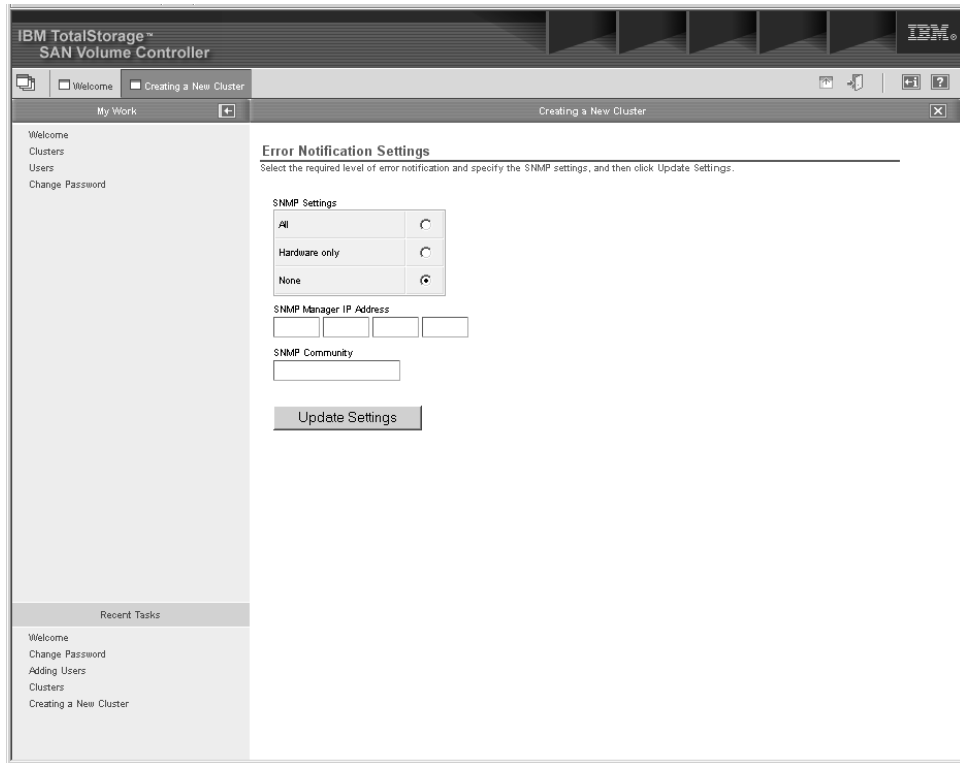 IBM TotalStorage™
SAN Volume Controller
IBM®
Welcome
Creating a New Cluster
?
My Work
Creating a New Cluster
Welcome
Clusters
Users
Change Password
Error Notification Settings
Select the required level of error notification and specify the SNMP settings, and then click Update Settings.
SNMP Settings
All
Hardware only
None
SNMP Manager IP Address
SNMP Community
Update Settings
Recent Tasks
Welcome
Change Password
Adding Users
Clusters
Creating a New Cluster